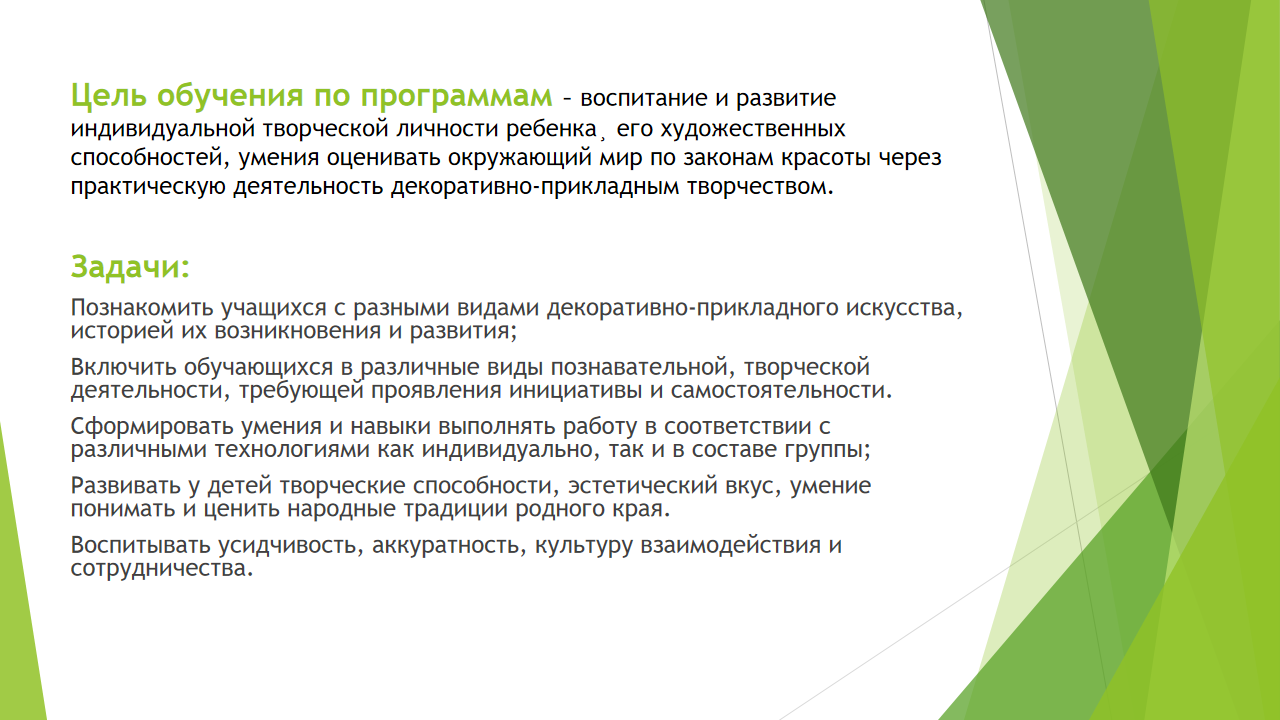 Цель обучения по программам – воспитание и развитие
индивидуальной творческой личности ребенка¸ его художественных
способностей, умения оценивать окружающий мир по законам красоты через
практическую деятельность декоративно-прикладным творчеством.
Задачи:
Познакомить учащихся с разными видами декоративно-прикладного искусства,
историей их возникновения и развития;
Включить обучающихся в различные виды познавательной, творческой
деятельности, требующей проявления инициативы и самостоятельности.
Сформировать умения и навыки выполнять работу в соответствии с
различными технологиями как индивидуально, так и в составе группы;
Развивать у детей творческие способности, эстетический вкус, умение
понимать и ценить народные традиции родного края.
Воспитывать усидчивость, аккуратность, культуру взаимодействия и
сотрудничества.